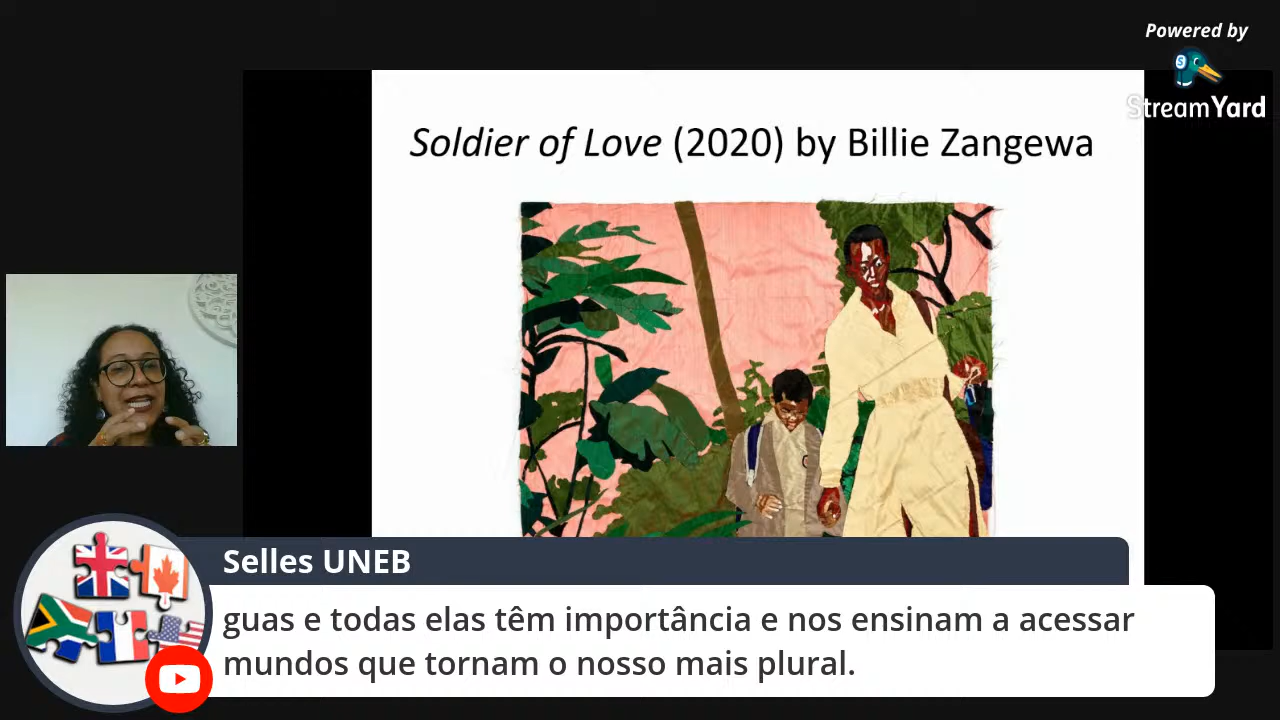 Powered by
StreamYard
Soldier of Love (2020) by Billie Zangewa
Selles UNEB
guas e todas elas têm importância e nos ensinam a acessar
mundos que tornam o nosso mais plural.